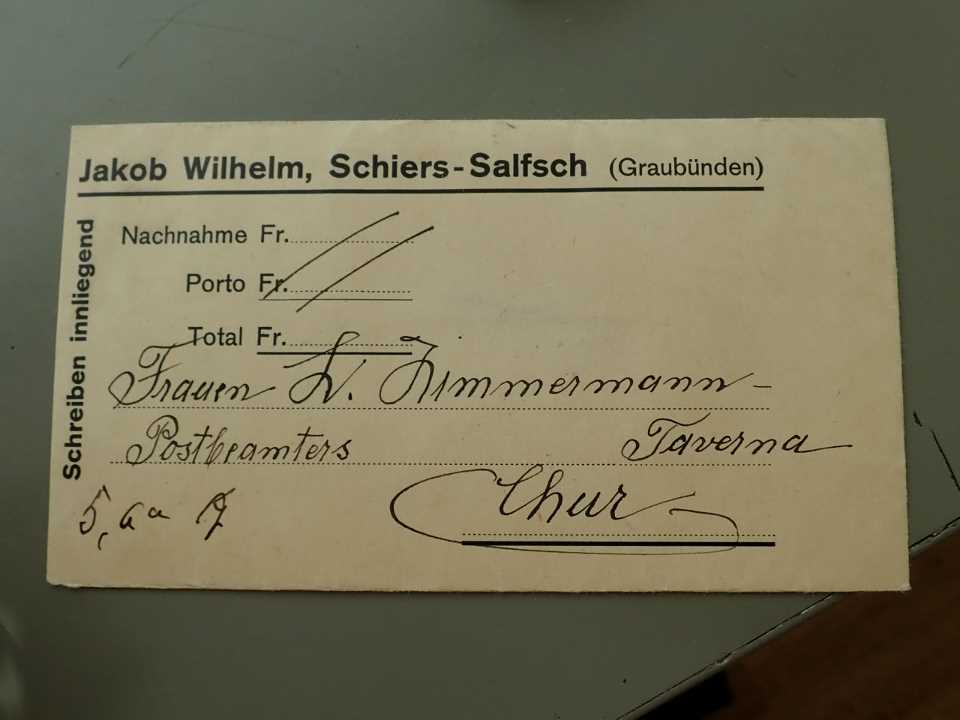 Jakob Wilhelm, Schiers-Salfsch (Graubünden)
Schreiben innliegend
Nachnahme Fr.
Porto Fr.
Total Fr.
Frauen Zimmermann-
Postbeamters Taverna
Chur